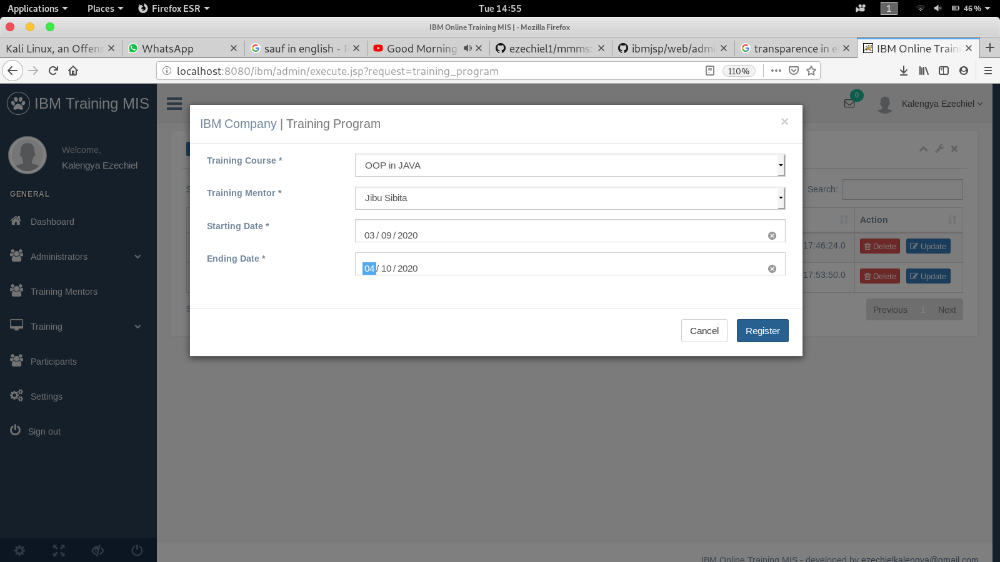 Applications Places Firefox ESR Tue 14:55 1 46 %
IBM Online Training MIS | - Mozilla Firefox
Kali Linux, an Offens WhatsApp sauf in english - Good Morning ezechiel1/mmms: ibmjsp/web/admi transparence in e IBM Online Traini
localhost:8080/ibm/admin/execute.jsp?request=training_program 110%
IBM Training MIS
0
Kalengya Ezechiel
IBM Company | Training Program ×
Welcome,
Kalengya Ezechiel
Training Course * OOP in JAVA
GENERAL
Search:
Training Mentor * Jibu Sibita
Dashboard
Starting Date * 03 / 09 / 2020
Action
17:46:24.0 Delete Update
Administrators
Ending Date * 04 / 10 / 2020
17:53:50.0 Delete Update
Training Mentors
Previous 1 Next
Training
Cancel Register
Participants
Settings
Sign out
IBM Online Training MIS - developed by ezechielkalengya@gmail.com